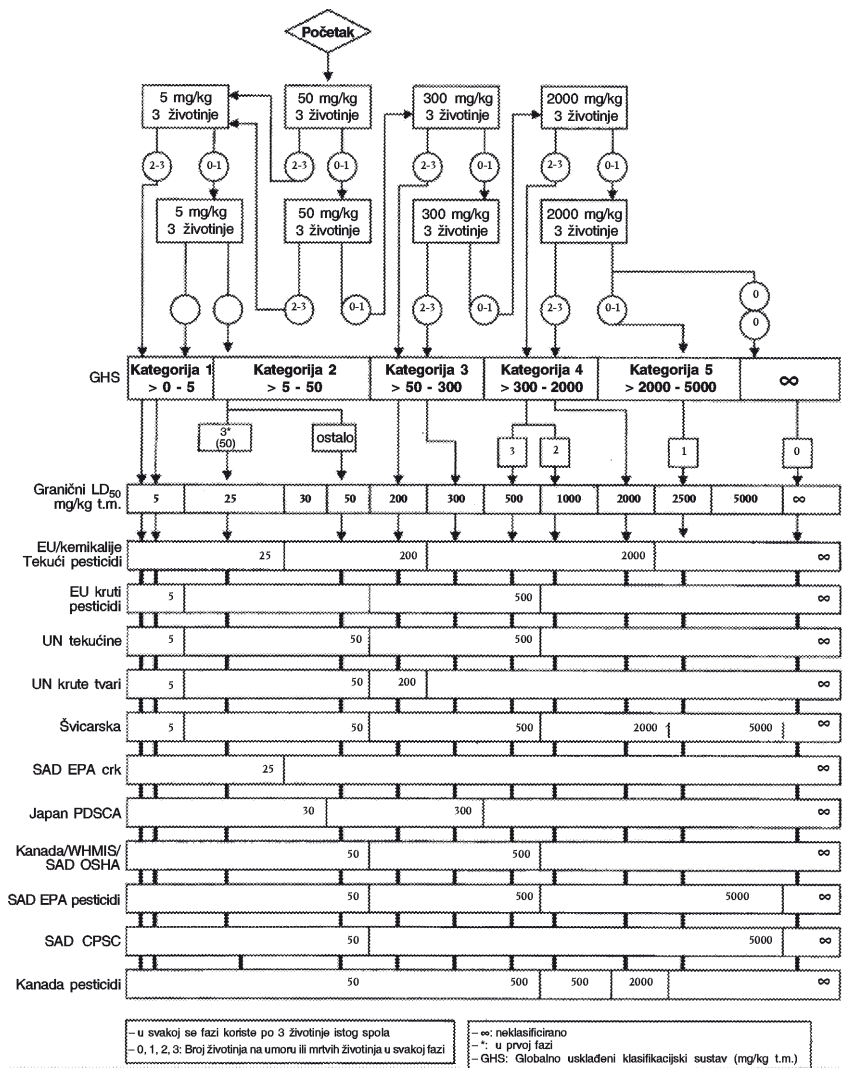 Početak
5 mg/kg
3 životinje
50 mg/kg
3 životinje
300 mg/kg
3 životinje
2000 mg/kg
3 životinje
2-3
0-1
2-3
0-1
2-3
0-1
2-3
0-1
5 mg/kg
3 životinje
50 mg/kg
3 životinje
300 mg/kg
3 životinje
2000 mg/kg
3 životinje
2-3
0-1
2-3
0-1
2-3
0-1
0
0
GHS
Kategorija 1
> 0 - 5
Kategorija 2
> 5 - 50
Kategorija 3
> 50 - 300
Kategorija 4
> 300 - 2000
Kategorija 5
> 2000 - 5000
∞
3*
(50)
ostalo
3
2
1
0
Granični LD50
mg/kg t.m.
5
25
30
50
200
300
500
1000
2000
2500
5000
∞
EU/kemikalije
Tekući pesticidi
25
200
2000
∞
EU kruti
pesticidi
5
500
∞
UN tekućine
5
50
500
∞
UN krute tvari
5
50
200
∞
Švicarska
5
50
500
2000
5000
∞
SAD EPA crk
25
∞
Japan PDSCA
30
300
∞
Kanada/WHMIS/
SAD OSHA
50
500
∞
SAD EPA pesticidi
50
500
5000
∞
SAD CPSC
50
5000
∞
Kanada pesticidi
50
500
500
2000
∞
– u svakoj se fazi koriste po 3 životinje istog spola
– 0, 1, 2, 3: Broj životinja na umoru ili mrtvih životinja u svakoj fazi
– ∞: neklasificirano
– *: u prvoj fazi
– GHS: Globalno usklađeni klasifikacijski sustav (mg/kg t.m.)